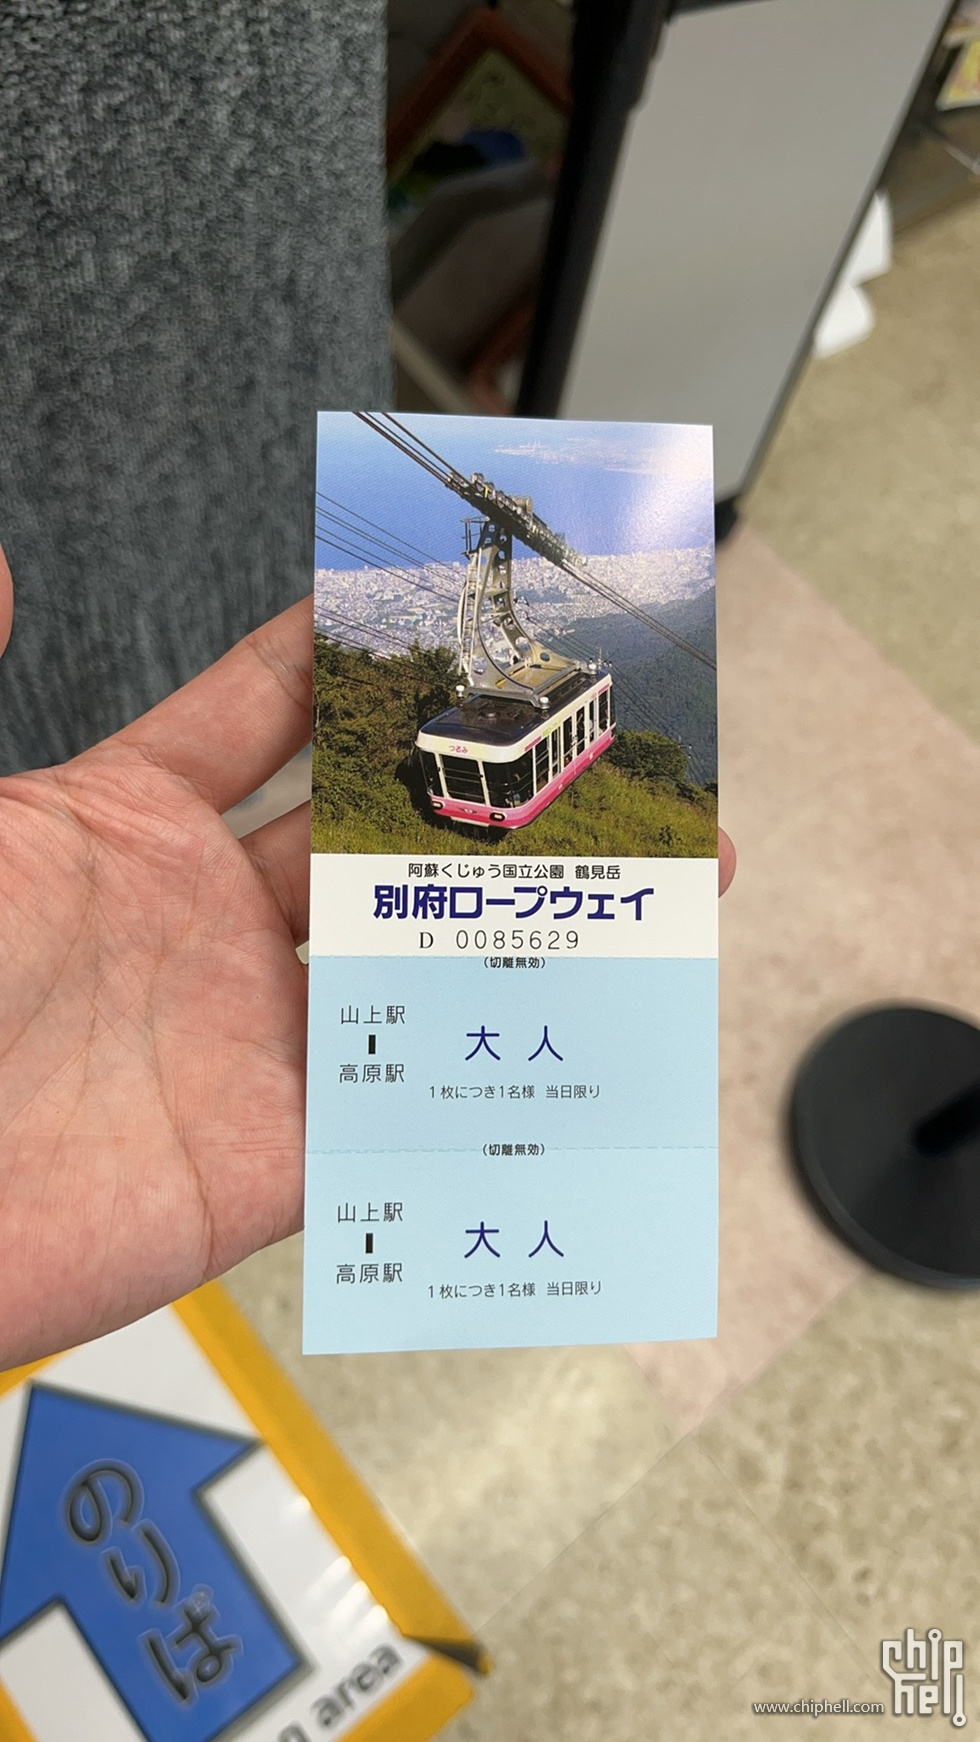 つるみ
阿蘇くじゅう国立公園 鶴見岳
別府ロープウェイ
D 0085629
(切離無効)
山上駅
高原駅
大人
1枚につき1名様 当日限り
(切離無効)
山上駅
高原駅
大人
1枚につき1名様 当日限り
のりば
area
www.chiphell.com
chip
hell